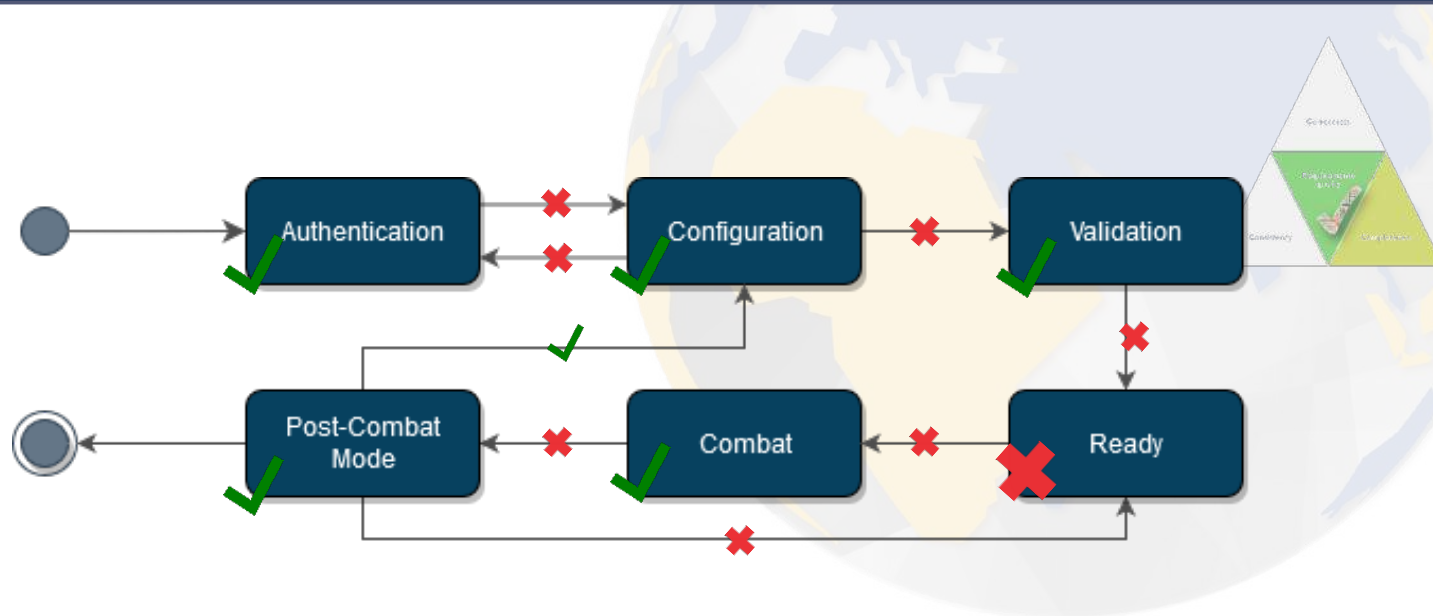 Authentication
Configuration
Validation
Post-Combat
Mode
Combat
Ready